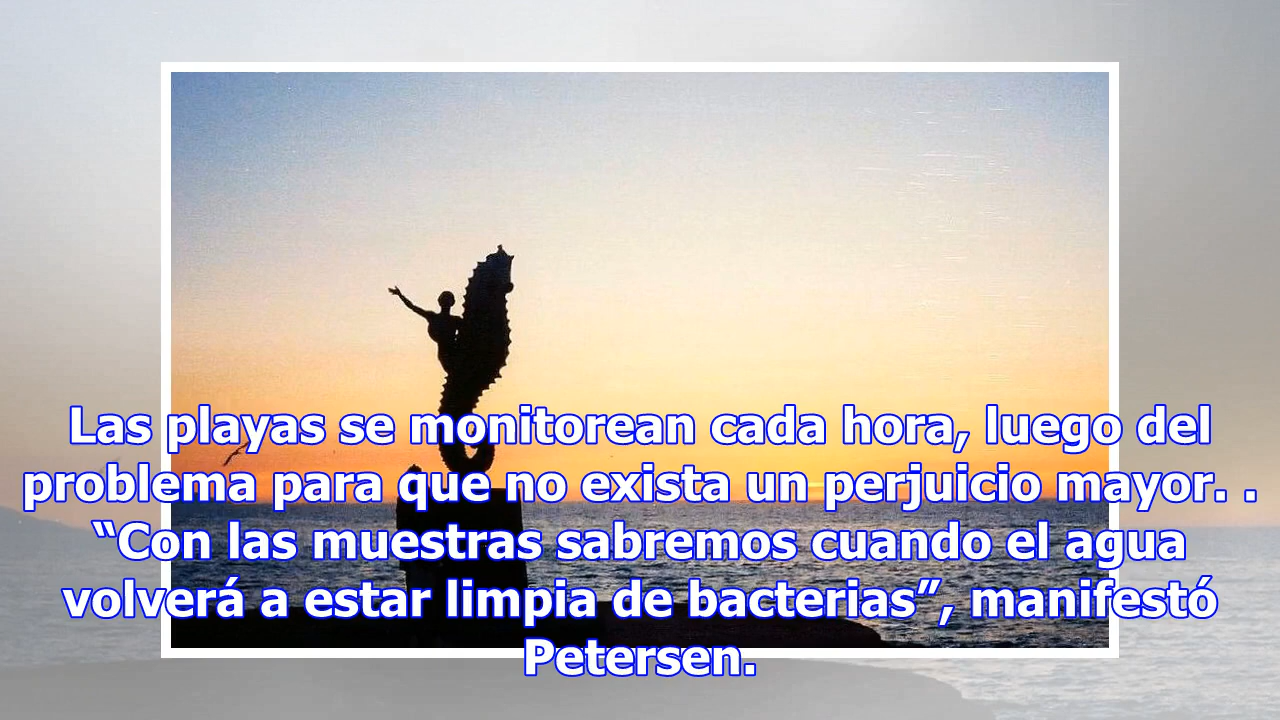 Las playas se monitorean cada hora, luego del
problema para que no exista un perjuicio mayor. .
“Con las muestras sabremos cuando el agua
volverá a estar limpia de bacterias”, manifestó
Petersen.